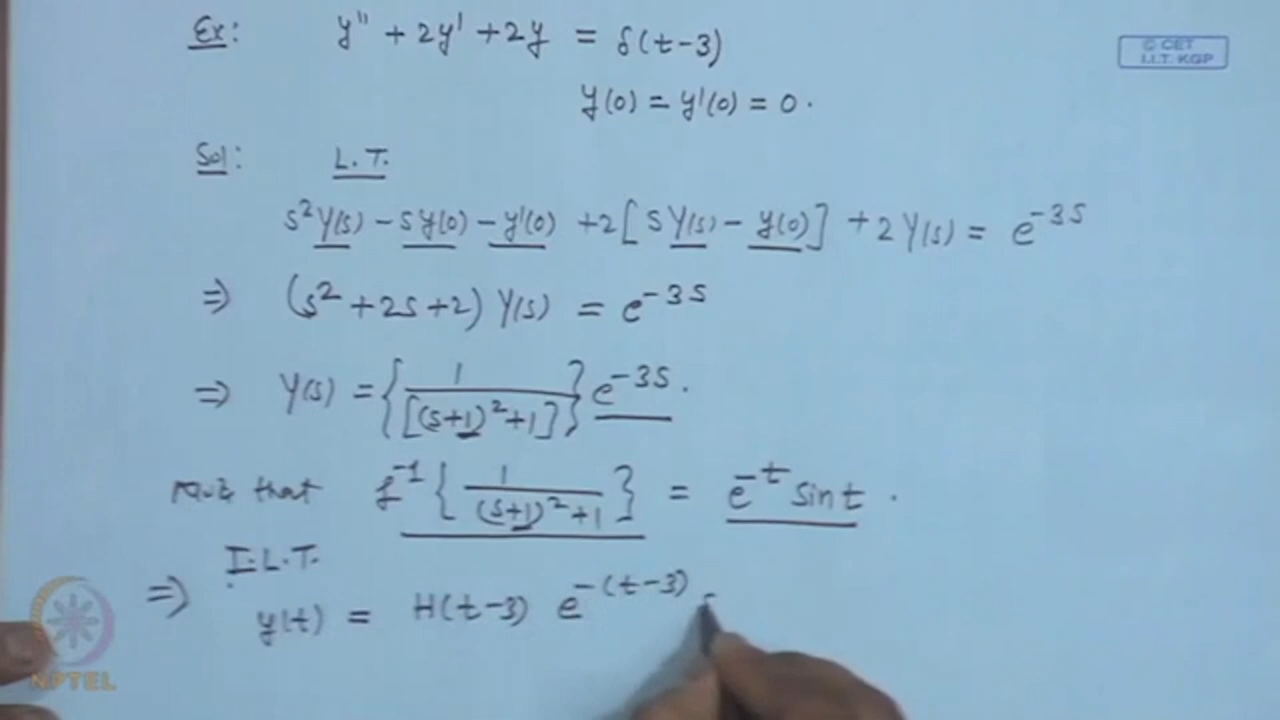 Ex: y'' + 2y' + 2y = δ(t-3)
© CET
I.I.T. KGP
y(0) = y'(0) = 0.
Sol: L.T.
s²Y(s) - sy(0) - y'(0) + 2[sY(s) - y(0)] + 2Y(s) = e^{-3s}
⇒ (s² + 2s + 2) Y(s) = e^{-3s}
⇒ Y(s) = {1/[(s+1)²+1]} e^{-3s}.
that ℒ^{-1}{1/((s+1)²+1)} = e^{-t} sin t.
I.L.T.
⇒ y(t) = H(t-3) e^{-(t-3)}
NPTEL